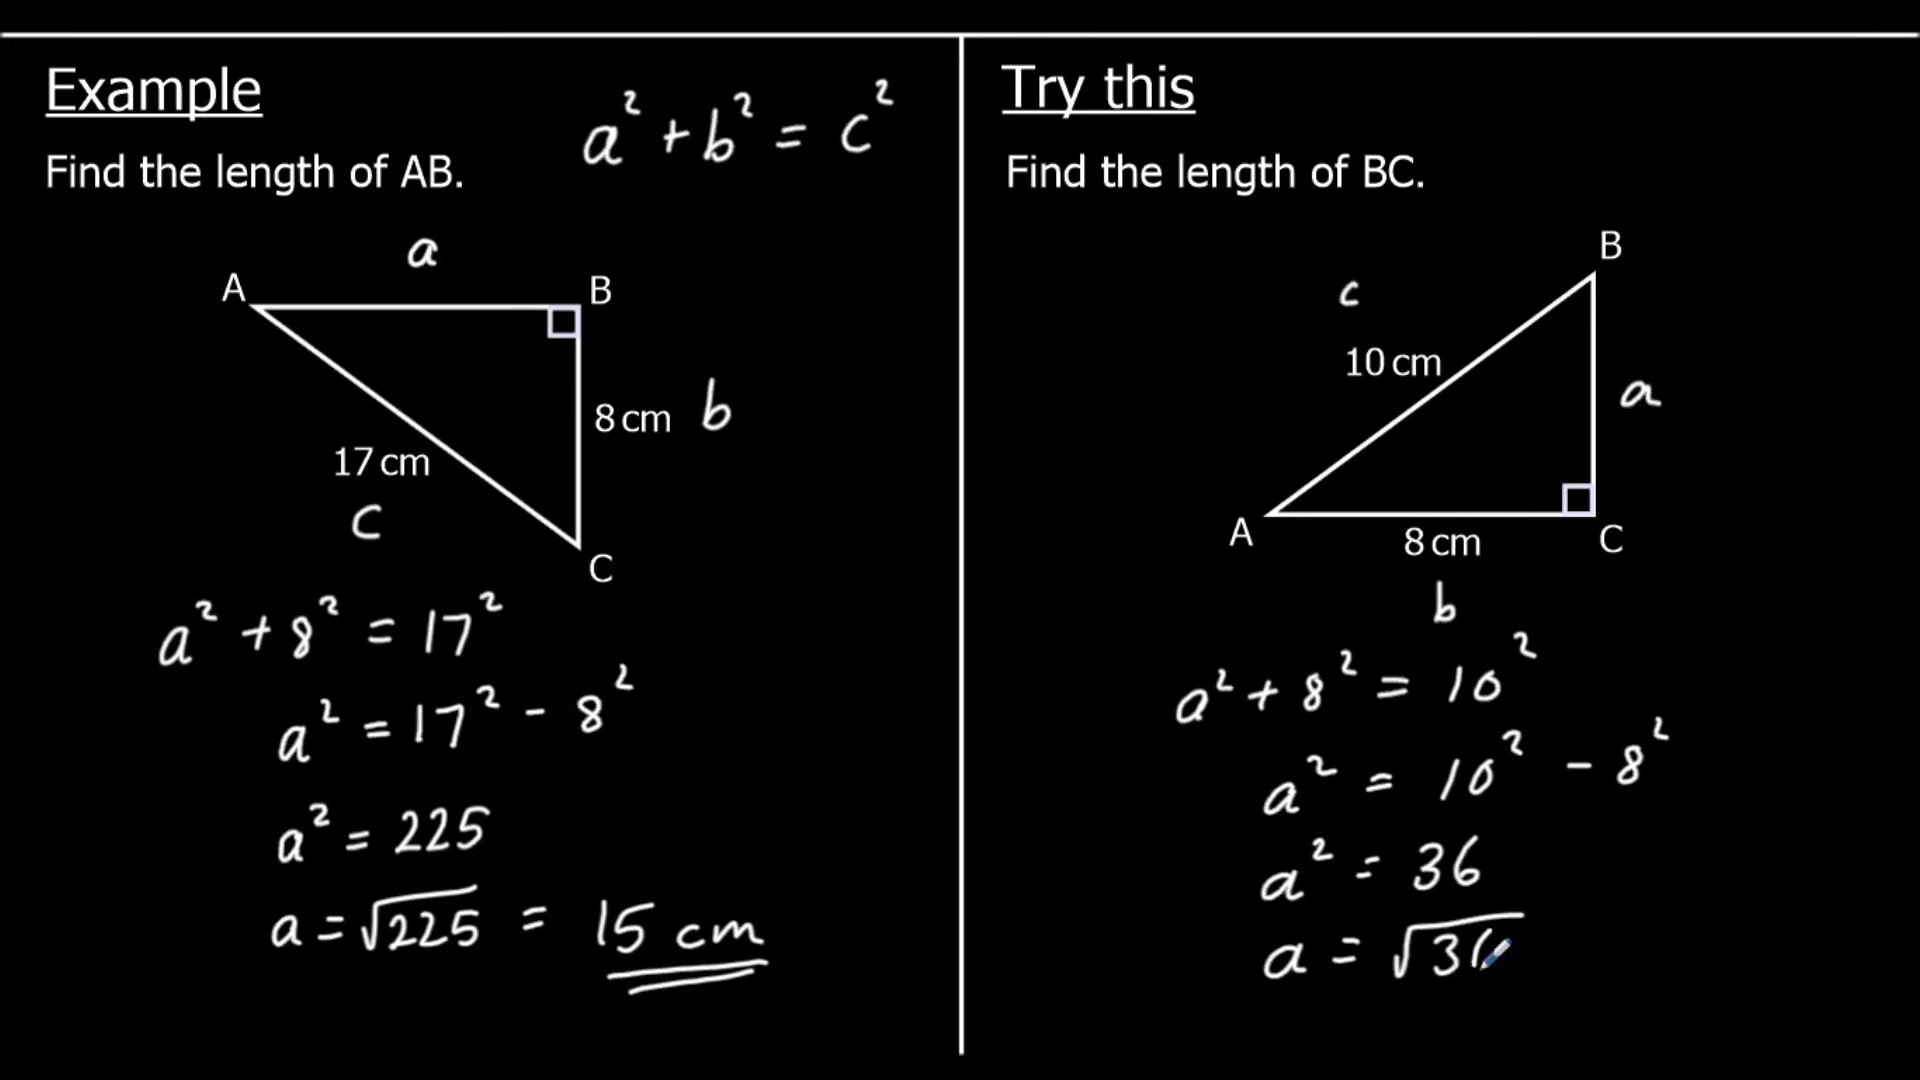 Example
a² + b² = c²
Find the length of AB.
a
A
B
8 cm b
17 cm
c
C
a² + 8² = 17²
a² = 17² - 8²
a² = 225
a = √225 = 15 cm
Try this
Find the length of BC.
B
c
10 cm
a
A
C
8 cm
b
a² + 8² = 10²
a² = 10² - 8²
a² = 36
a = √3